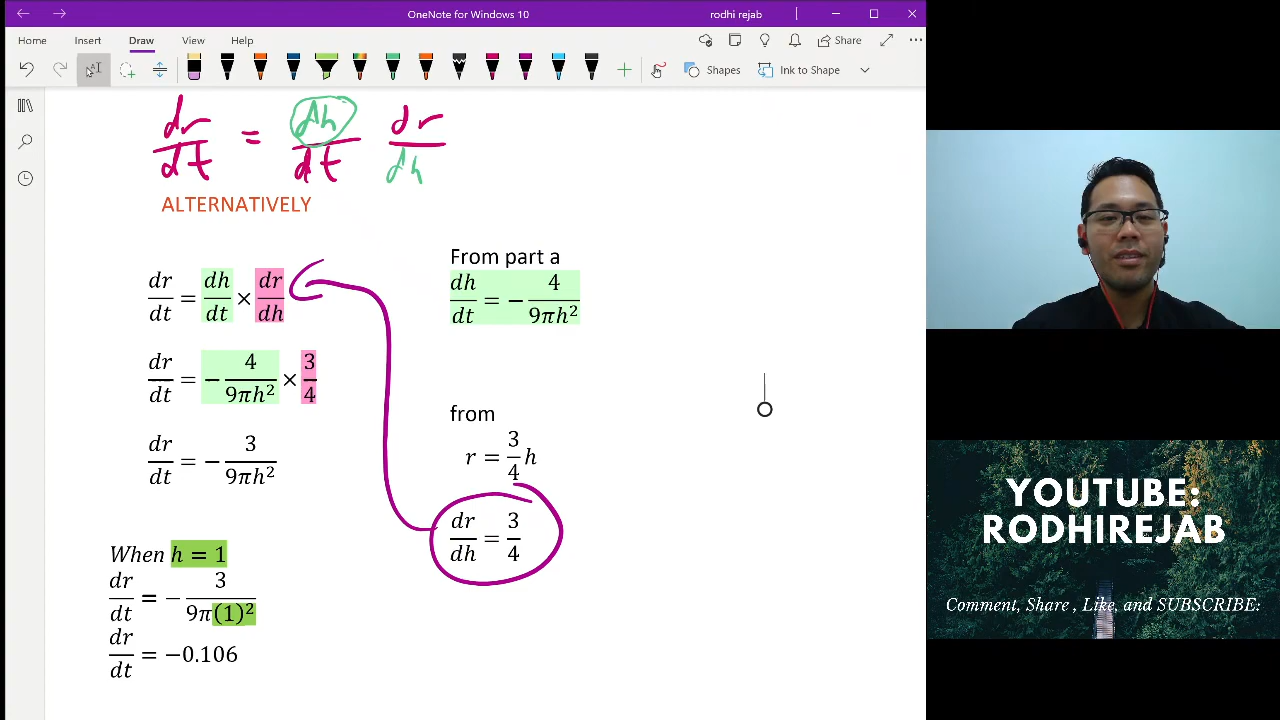 OneNote for Windows 10
rodhi rejab
Home Insert Draw View Help
Share
Shapes
Ink to Shape
dr/dt = dh/dt dr/dh
ALTERNATIVELY
dr/dt = dh/dt × dr/dh
dr/dt = − 4/9πh² × 3/4
dr/dt = − 3/9πh²
When h = 1
dr/dt = − 3/9π(1)²
dr/dt = −0.106
From part a
dh/dt = − 4/9πh²
from
r = 3/4 h
dr/dh = 3/4
YOUTUBE:
RODHIREJAB
Comment, Share , Like, and SUBSCRIBE: